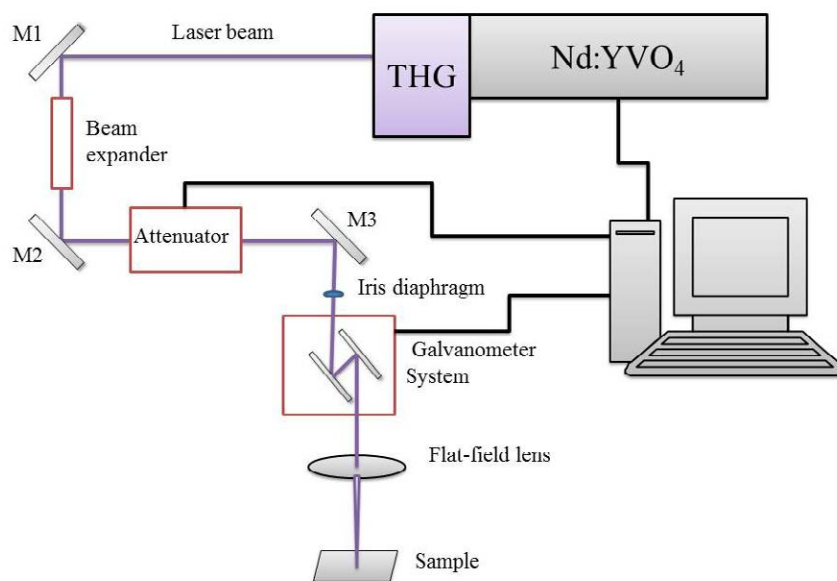 M1
Laser beam
THG
Nd:YVO₄
Beam
expander
M2
Attenuator
M3
Iris diaphragm
Galvanometer
System
Flat-field lens
Sample